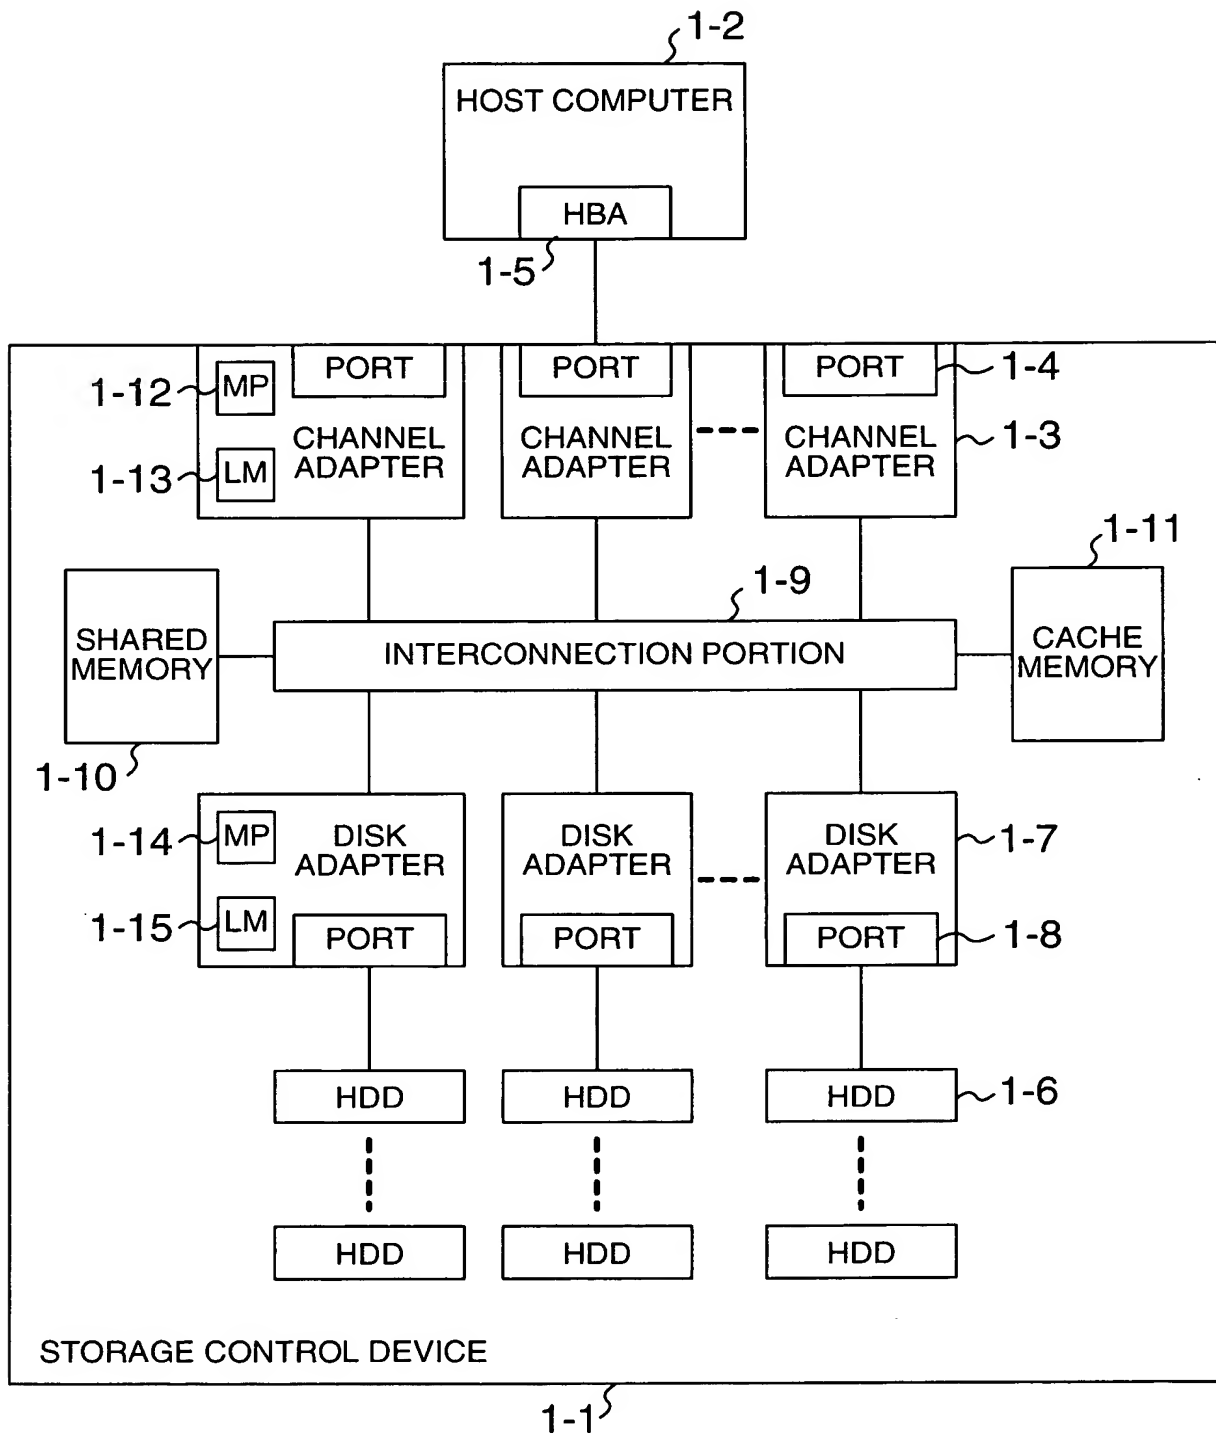 1-2
HOST COMPUTER
HBA
1-5
PORT
PORT
PORT
1-4
1-12
MP
CHANNEL
ADAPTER
CHANNEL
ADAPTER
CHANNEL
ADAPTER
1-3
1-13
LM
1-11
1-9
SHARED
MEMORY
INTERCONNECTION PORTION
CACHE
MEMORY
1-10
1-14
MP
DISK
ADAPTER
DISK
ADAPTER
DISK
ADAPTER
1-7
1-15
LM
PORT
PORT
PORT
1-8
HDD
HDD
HDD
1-6
HDD
HDD
HDD
STORAGE CONTROL DEVICE
1-1